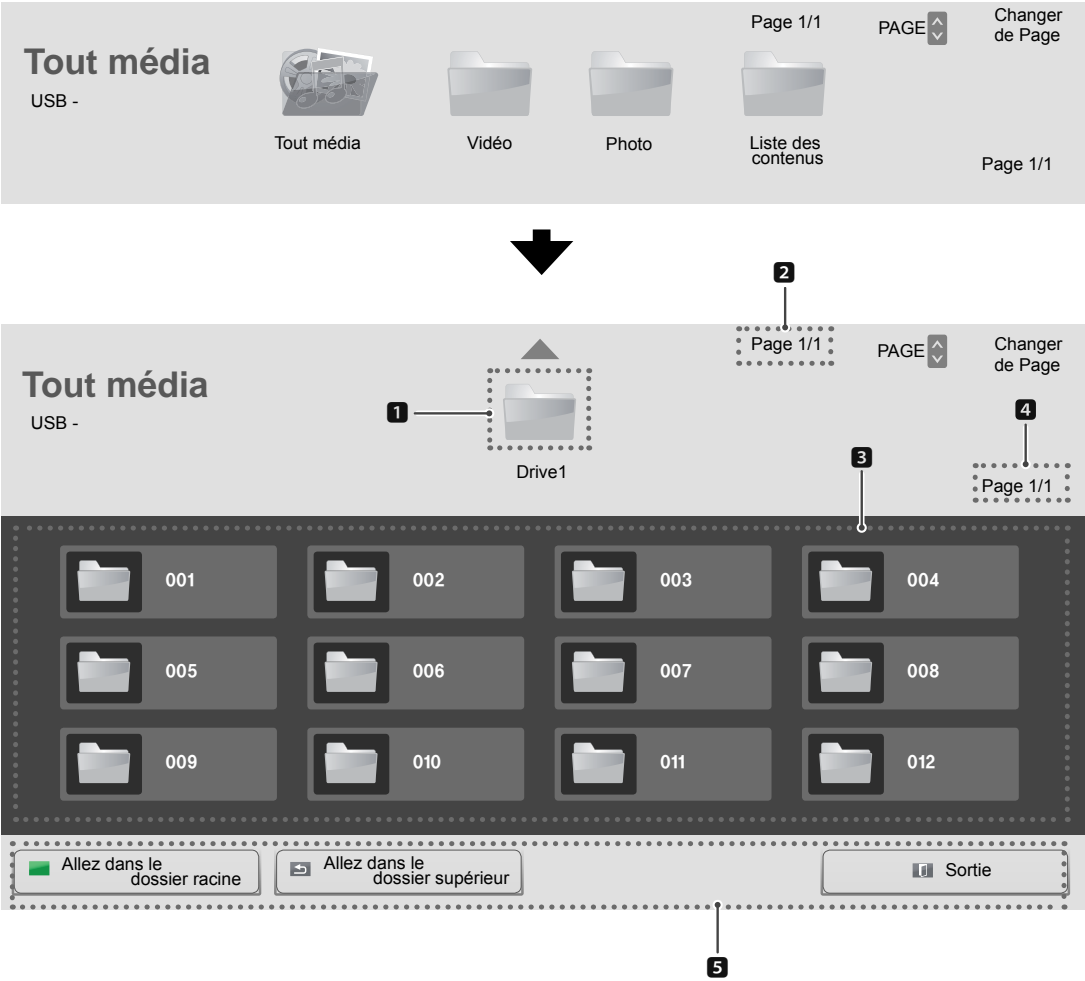 Page 1/1
PAGE
Changer
de Page
Tout média
USB -
Tout média
Vidéo
Photo
Liste des
contenus
Page 1/1
2
Page 1/1
PAGE
Changer
de Page
Tout média
USB -
1
4
Drive1
3
Page 1/1
001
002
003
004
005
006
007
008
009
010
011
012
Allez dans le
dossier racine
Allez dans le
dossier supérieur
Sortie
5